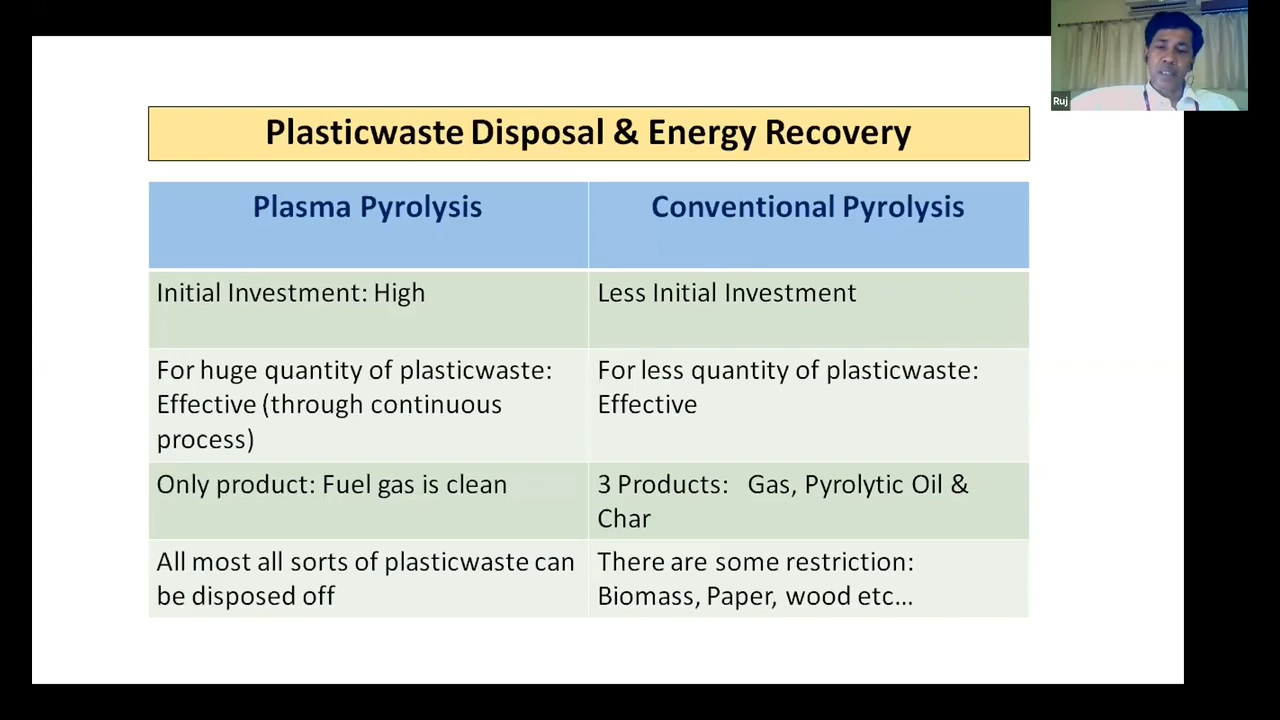 Ruj
Plasticwaste Disposal & Energy Recovery
Plasma Pyrolysis
Conventional Pyrolysis
Initial Investment: High
Less Initial Investment
For huge quantity of plasticwaste:
Effective (through continuous
process)
For less quantity of plasticwaste:
Effective
Only product: Fuel gas is clean
3 Products: Gas, Pyrolytic Oil &
Char
All most all sorts of plasticwaste can
be disposed off
There are some restriction:
Biomass, Paper, wood etc...